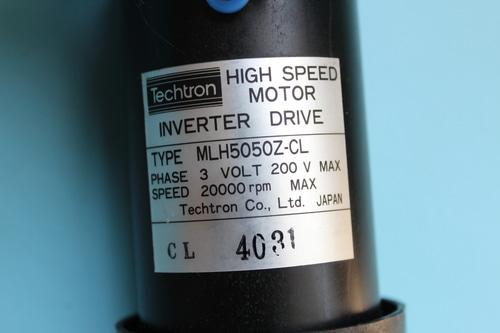 Techtron
HIGH SPEED
MOTOR
INVERTER DRIVE
TYPE MLH5050Z-CL
PHASE 3 VOLT 200 V MAX
SPEED 20000 rpm MAX
Techtron Co., Ltd. JAPAN
CL 4031